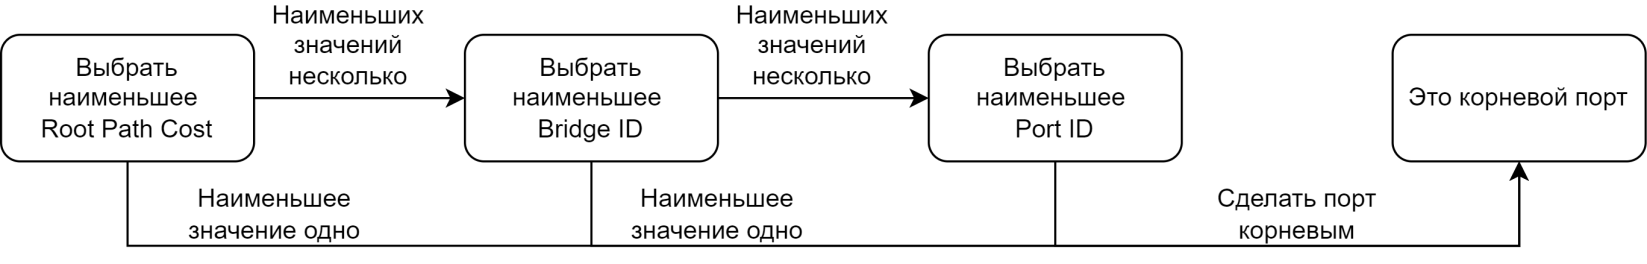 Выбрать
наименьшее
Root Path Cost
Наименьших
значений
несколько
Выбрать
наименьшее
Bridge ID
Наименьших
значений
несколько
Выбрать
наименьшее
Port ID
Это корневой порт
Наименьшее
значение одно
Наименьшее
значение одно
Сделать порт
корневым